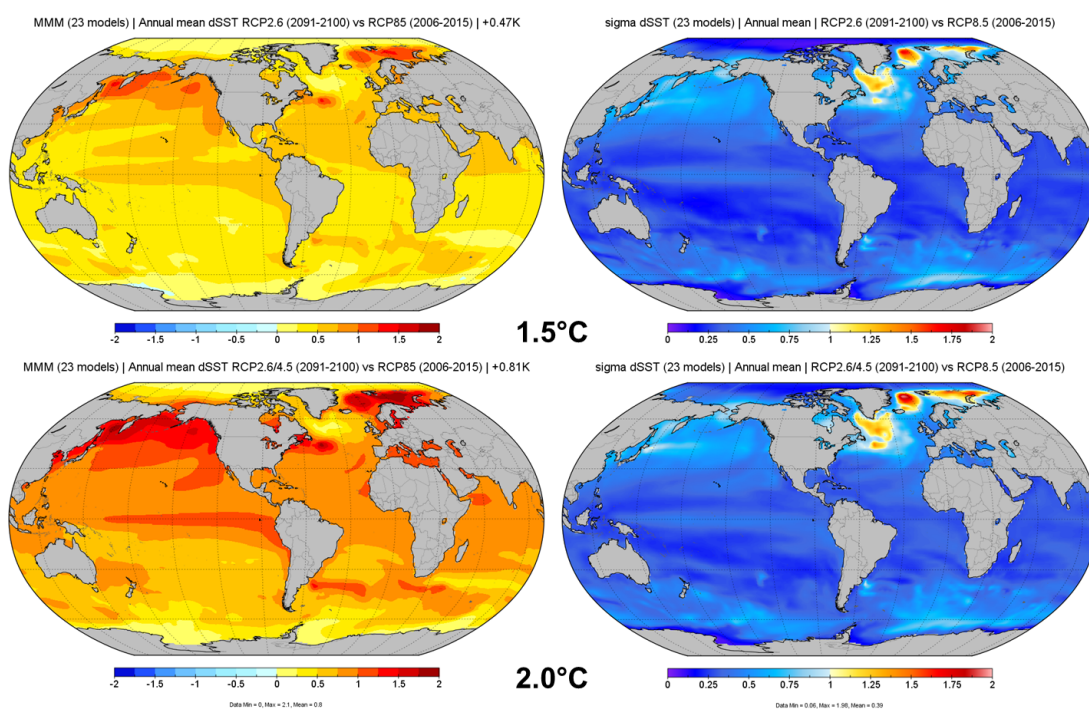 MMM (23 models) | Annual mean dSST RCP2.6 (2091-2100) vs RCP85 (2006-2015) | +0.47K
sigma dSST (23 models) | Annual mean | RCP2.6 (2091-2100) vs RCP8.5 (2006-2015)
-2 -1.5 -1 -0.5 0 0.5 1 1.5 2
0 0.25 0.5 0.75 1 1.25 1.5 1.75 2
1.5°C
MMM (23 models) | Annual mean dSST RCP2.6/4.5 (2091-2100) vs RCP85 (2006-2015) | +0.81K
sigma dSST (23 models) | Annual mean | RCP2.6/4.5 (2091-2100) vs RCP8.5 (2006-2015)
-2 -1.5 -1 -0.5 0 0.5 1 1.5 2
0 0.25 0.5 0.75 1 1.25 1.5 1.75 2
2.0°C
Data Min = 0, Max = 2.1, Mean = 0.8
Data Min = 0.06, Max = 1.98, Mean = 0.39